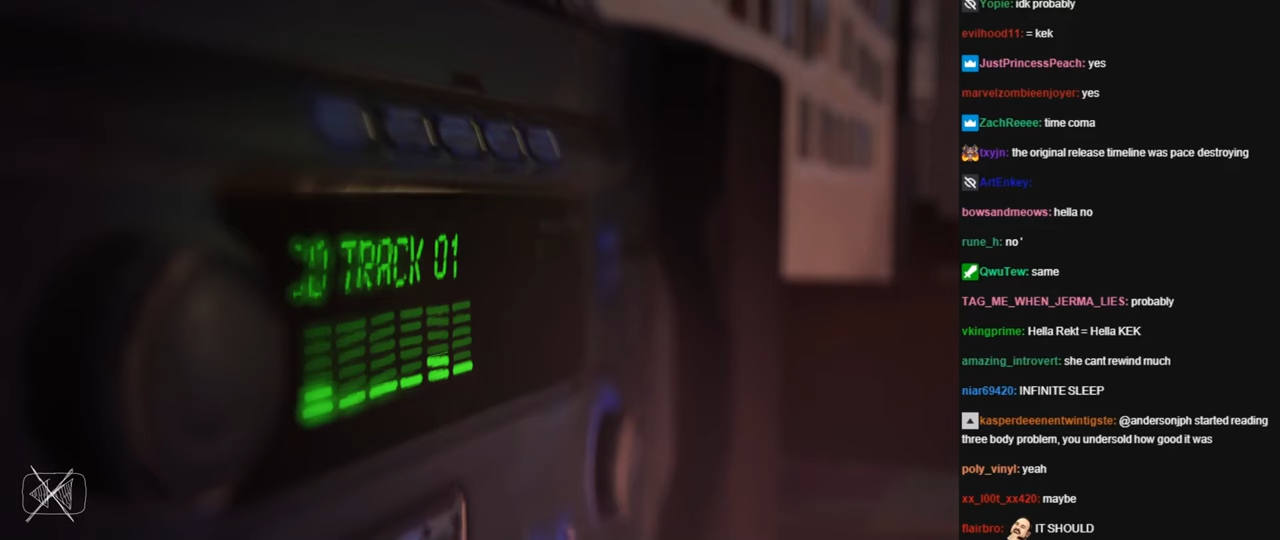 JD TRACK 01
Yopie: idk probably
evilhood11: = kek
JustPrincessPeach: yes
marvelzombieenjoyer: yes
ZachReeee: time coma
txyjn: the original release timeline was pace destroying
ArtEnkey:
bowsandmeows: hella no
rune_h: no '
QwuTew: same
TAG_ME_WHEN_JERMA_LIES: probably
vkingprime: Hella Rekt = Hella KEK
amazing_introvert: she cant rewind much
niar69420: INFINITE SLEEP
kasperdeeenentwintigste: @andersonjph started reading
three body problem, you undersold how good it was
poly_vinyl: yeah
xx_l00t_xx420: maybe
flairbro: IT SHOULD